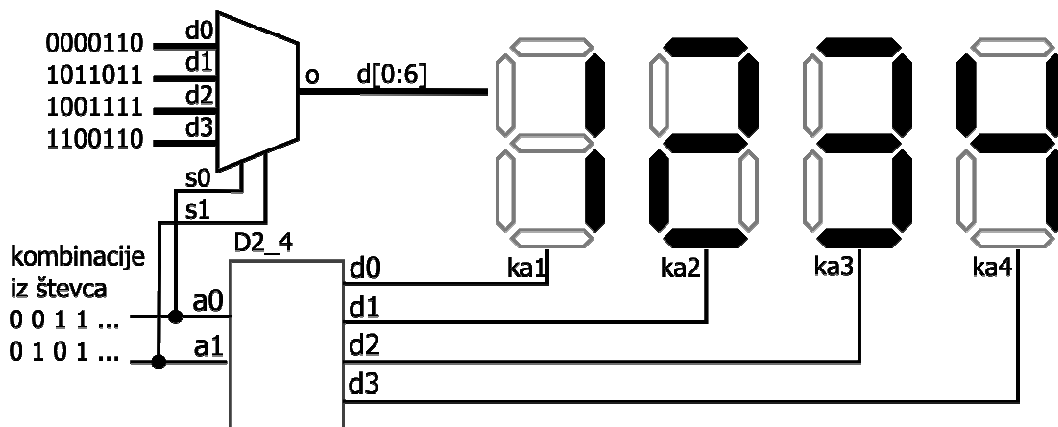 0000110 d0
1011011 d1
1001111 d2
1100110 d3
o d[0:6]
s0
s1
D2_4
kombinacije
iz števca
0 0 1 1 ...
0 1 0 1 ...
a0
a1
d0
d1
d2
d3
ka1
ka2
ka3
ka4